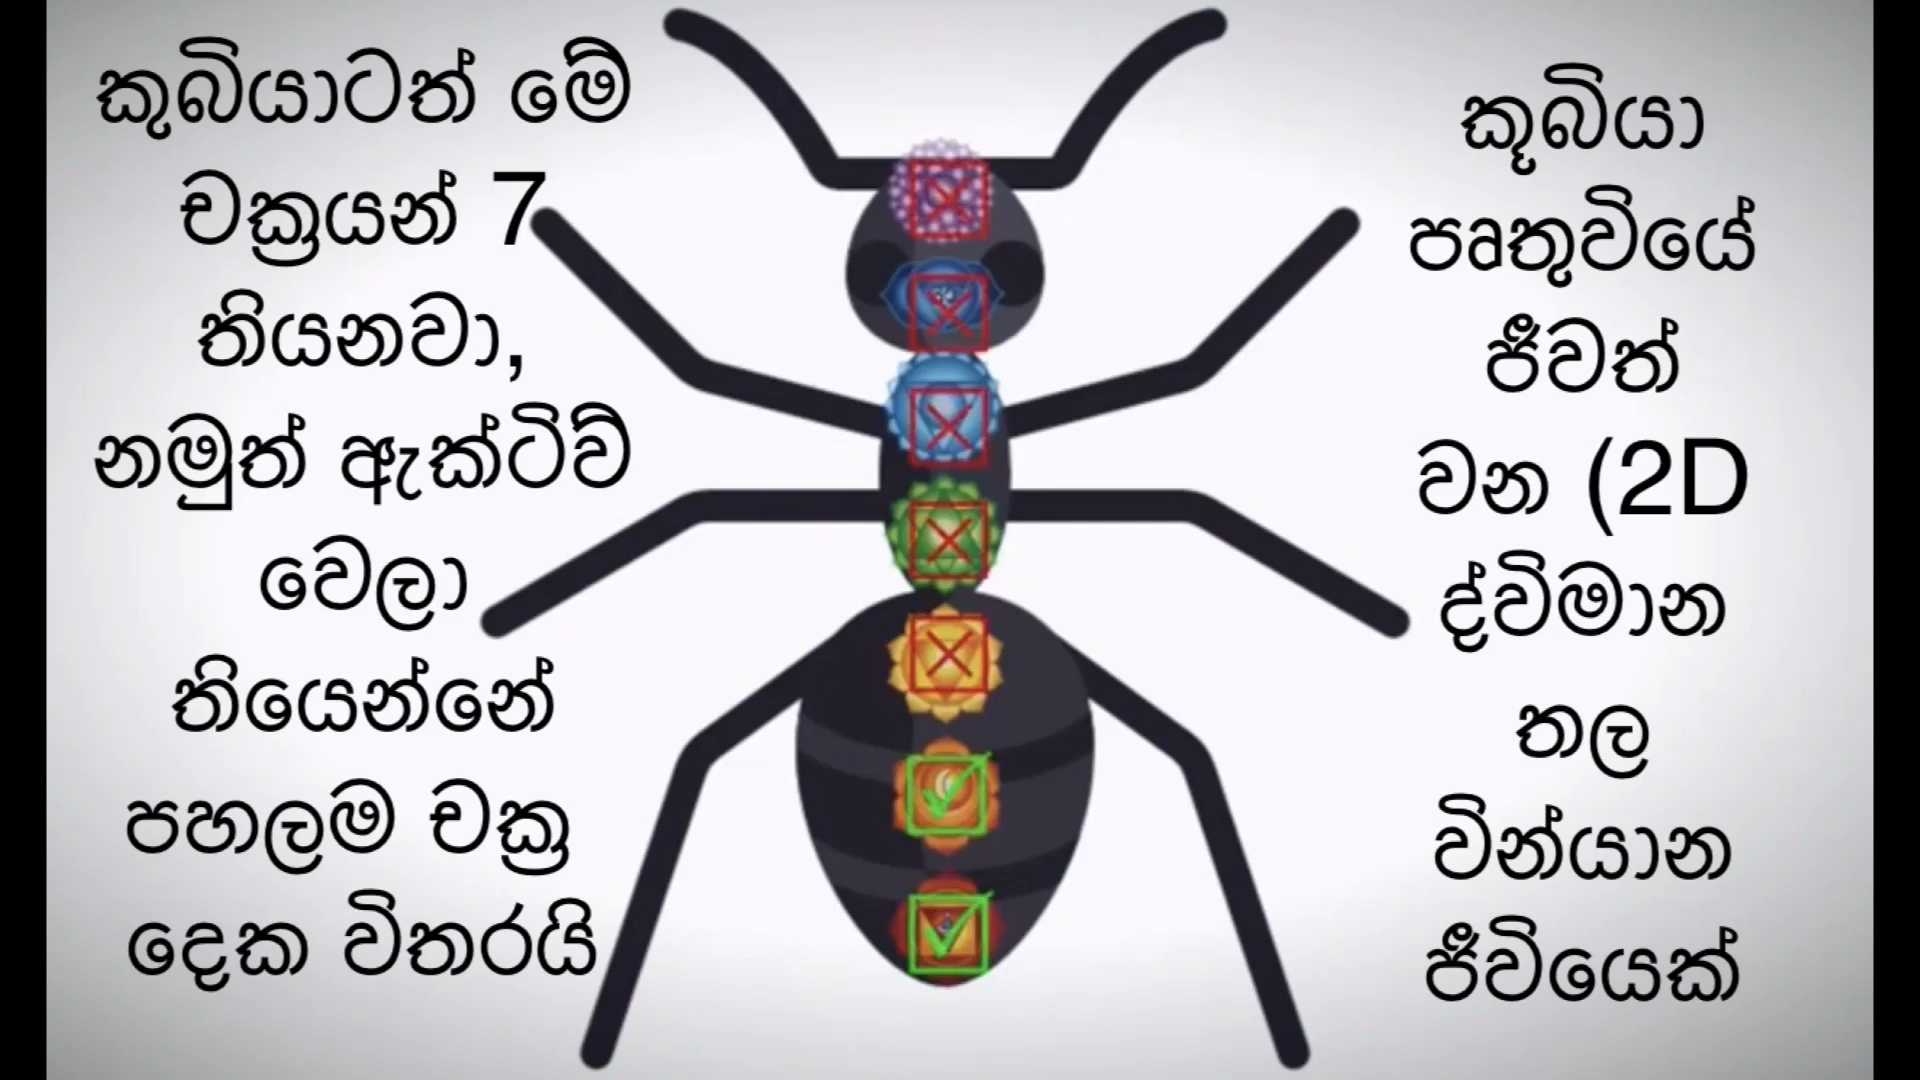 කුබියාටත් මේ
චක්‍රයන් 7
තියනවා,
නමුත් ඇක්ටිව්
වෙලා
තියෙන්නේ
පහලම චක්‍ර
දෙක විතරයි
කූබියා
පෘතුවියේ
ජීවත්
වන (2D
ද්විමාන
තල
වින්යාන
ජීවියෙක්